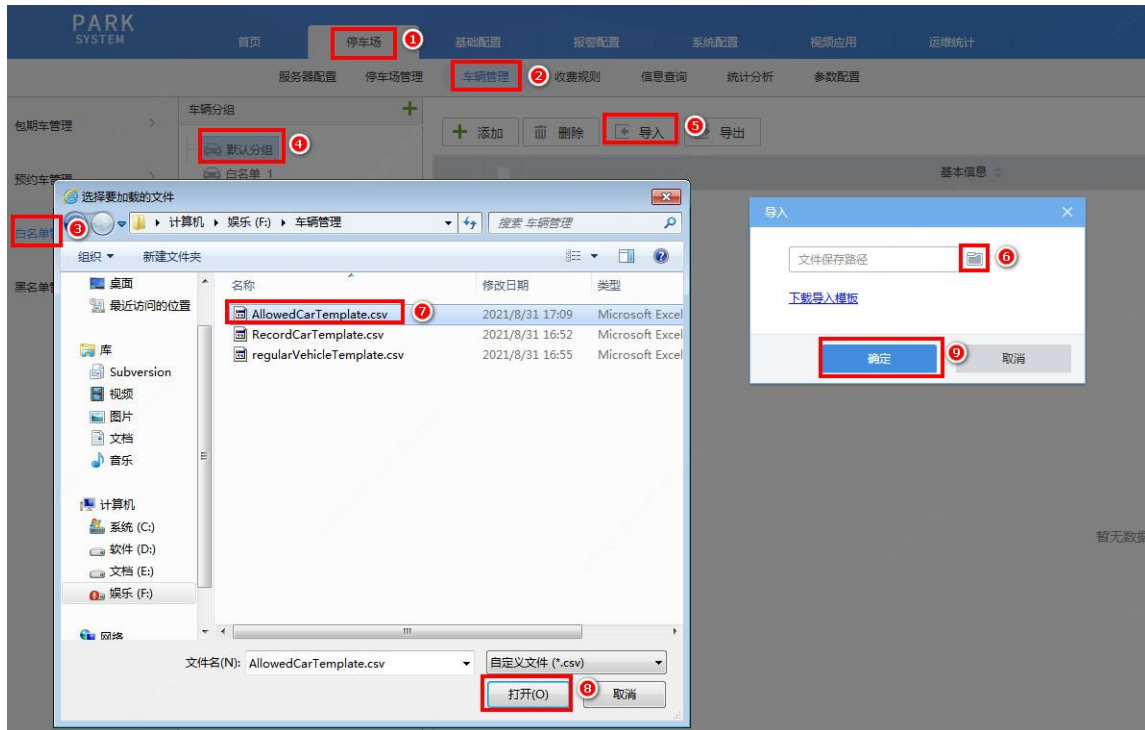 PARK
SYSTEM
首页 停车场 1 基础配置 报警配置 系统配置 视频应用 运维统计
服务器配置 停车场管理 车辆管理 2 收费规则 信息查询 统计分析 参数配置
包期车管理
车辆分组
添加 删除 导入 5 导出
默认分组 4
白名单_1
预约车管理
基本信息
白名单 3
黑名单
选择要加载的文件
计算机 娱乐 (F:) 车辆管理
搜索 车辆管理
组织 新建文件夹
桌面
最近访问的位置
库
Subversion
视频
图片
文档
音乐
计算机
系统 (C:)
软件 (D:)
文档 (E:)
娱乐 (F:)
网络
名称 修改日期 类型
AllowedCarTemplate.csv 7 2021/8/31 17:09 Microsoft Excel
RecordCarTemplate.csv 2021/8/31 16:52 Microsoft Excel
regularVehicleTemplate.csv 2021/8/31 16:55 Microsoft Excel
文件名(N): AllowedCarTemplate.csv 自定义文件 (*.csv)
打开(O) 8 取消
导入
文件保存路径 6
下载导入模版
确定 9 取消
暂无数据